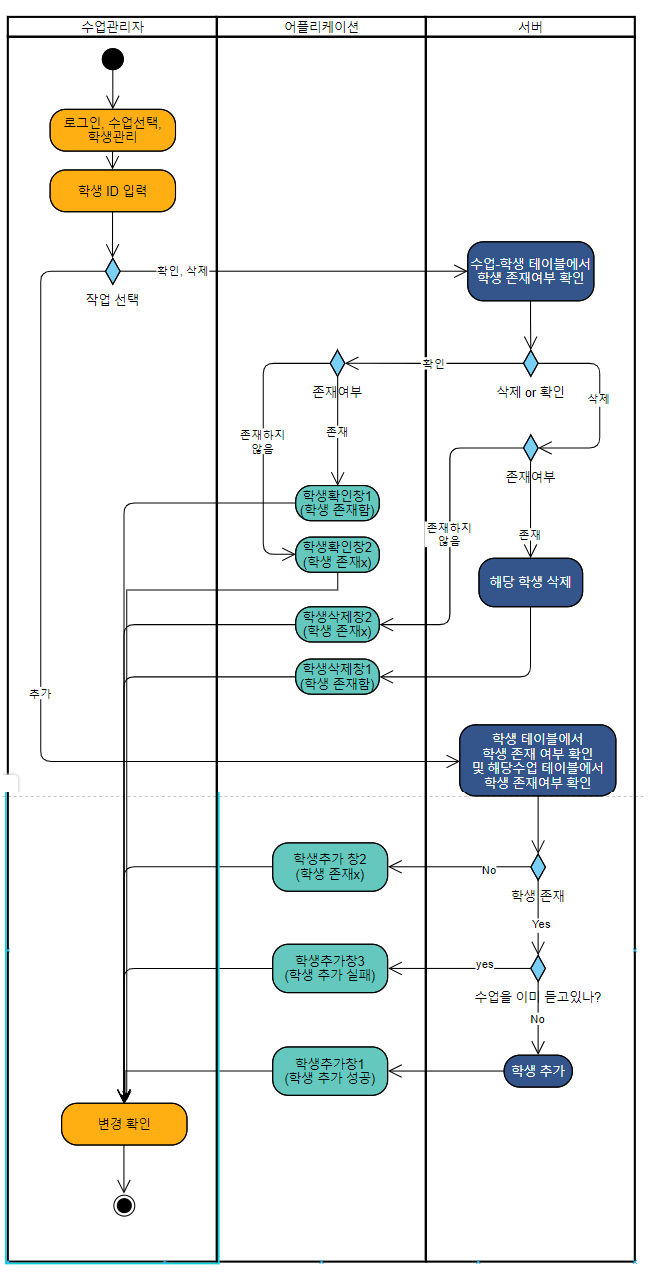 수업관리자
어플리케이션
서버
로그인, 수업선택,
학생관리
학생 ID 입력
작업 선택
확인, 삭제
수업-학생 테이블에서
학생 존재여부 확인
확인
삭제 or 확인
삭제
존재여부
존재하지
않음
존재
존재여부
존재하지
않음
존재
학생확인창1
(학생 존재함)
학생확인창2
(학생 존재x)
해당 학생 삭제
학생삭제창2
(학생 존재x)
학생삭제창1
(학생 존재함)
추가
학생 테이블에서
학생 존재 여부 확인
및 해당수업 테이블에서
학생 존재여부 확인
학생추가 창2
(학생 존재x)
No
학생 존재
Yes
학생추가창3
(학생 추가 실패)
yes
수업을 이미 듣고있나?
No
학생추가창1
(학생 추가 성공)
학생 추가
변경 확인